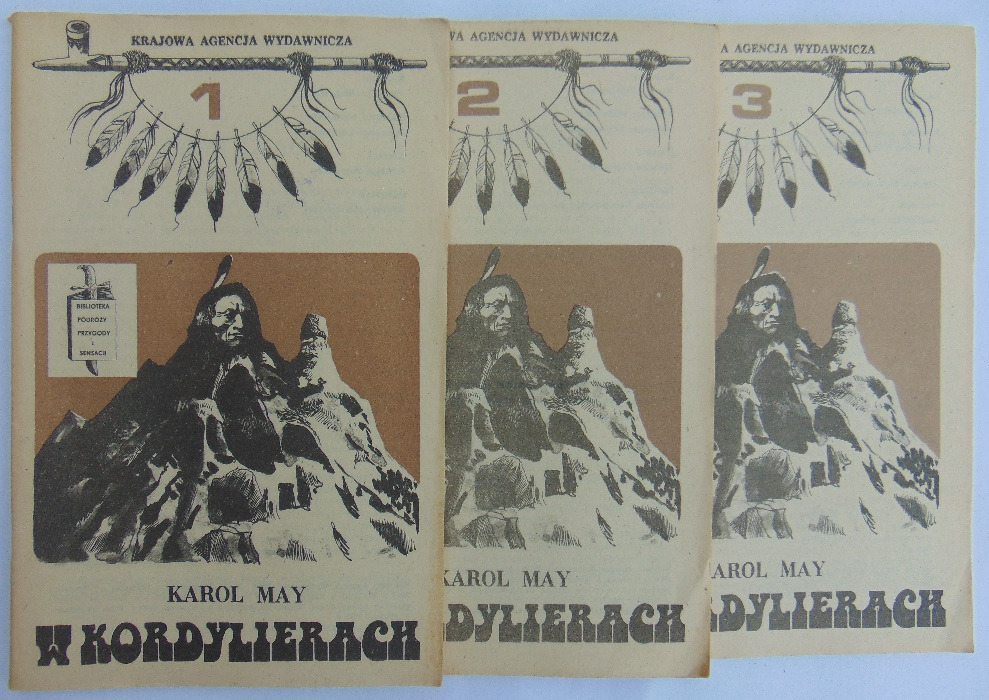 KRAJOWA AGENCJA WYDAWNICZA
1
BIBLIOTEKA
PODRÓŻY
PRZYGODY
I
SENSACJI
KAROL MAY
W KORDYLIERACH
WA AGENCJA WYDAWNICZA
2
KAROL MAY
RDYLIERACH
A AGENCJA WYDAWNICZA
3
AROL MAY
RDYLIERACH